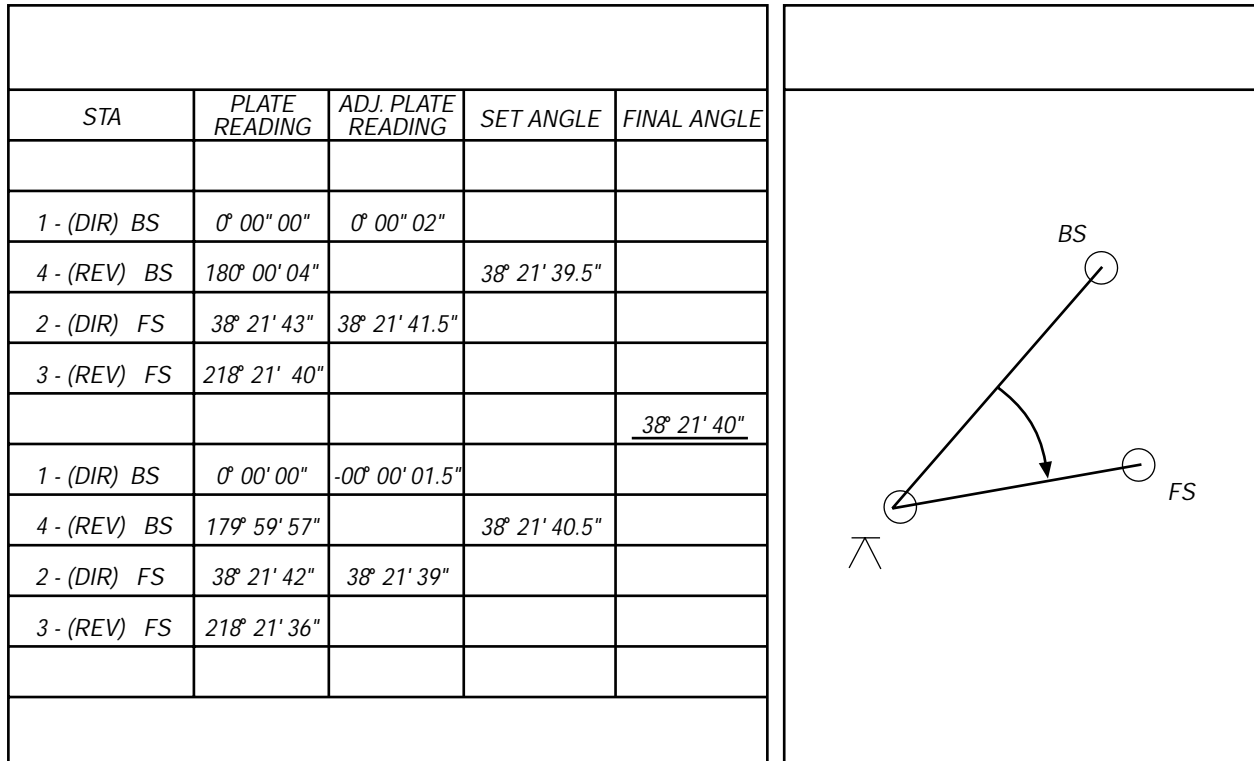 STA PLATE READING ADJ. PLATE READING SET ANGLE FINAL ANGLE
1 - (DIR) BS 0° 00" 00" 0° 00" 02"
4 - (REV) BS 180° 00' 04" 38° 21' 39.5"
2 - (DIR) FS 38° 21' 43" 38° 21' 41.5"
3 - (REV) FS 218° 21' 40"
38° 21' 40"
1 - (DIR) BS 0° 00' 00" -00° 00' 01.5"
4 - (REV) BS 179° 59' 57" 38° 21' 40.5"
2 - (DIR) FS 38° 21' 42" 38° 21' 39"
3 - (REV) FS 218° 21' 36"
BS
FS